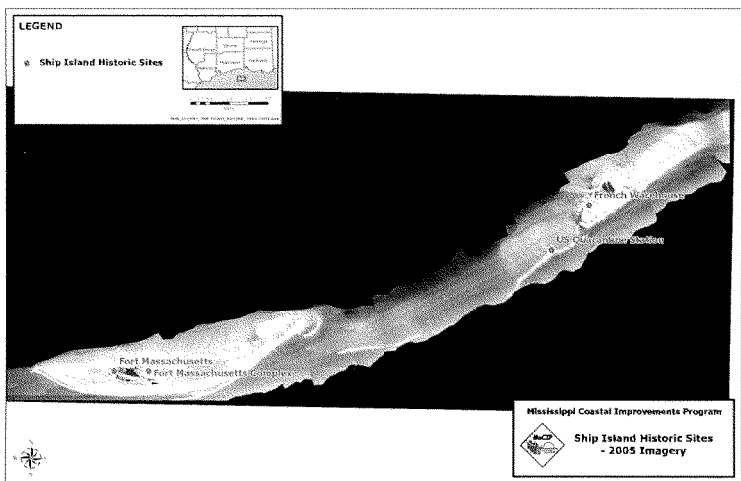 LEGEND
Ship Island Historic Sites
French Warehouse
US Quarantine Station
Fort Massachusetts
Fort Massachusetts Complex
Mississippi Coastal Improvements Program
MsCIP
Ship Island Historic Sites
- 2005 Imagery